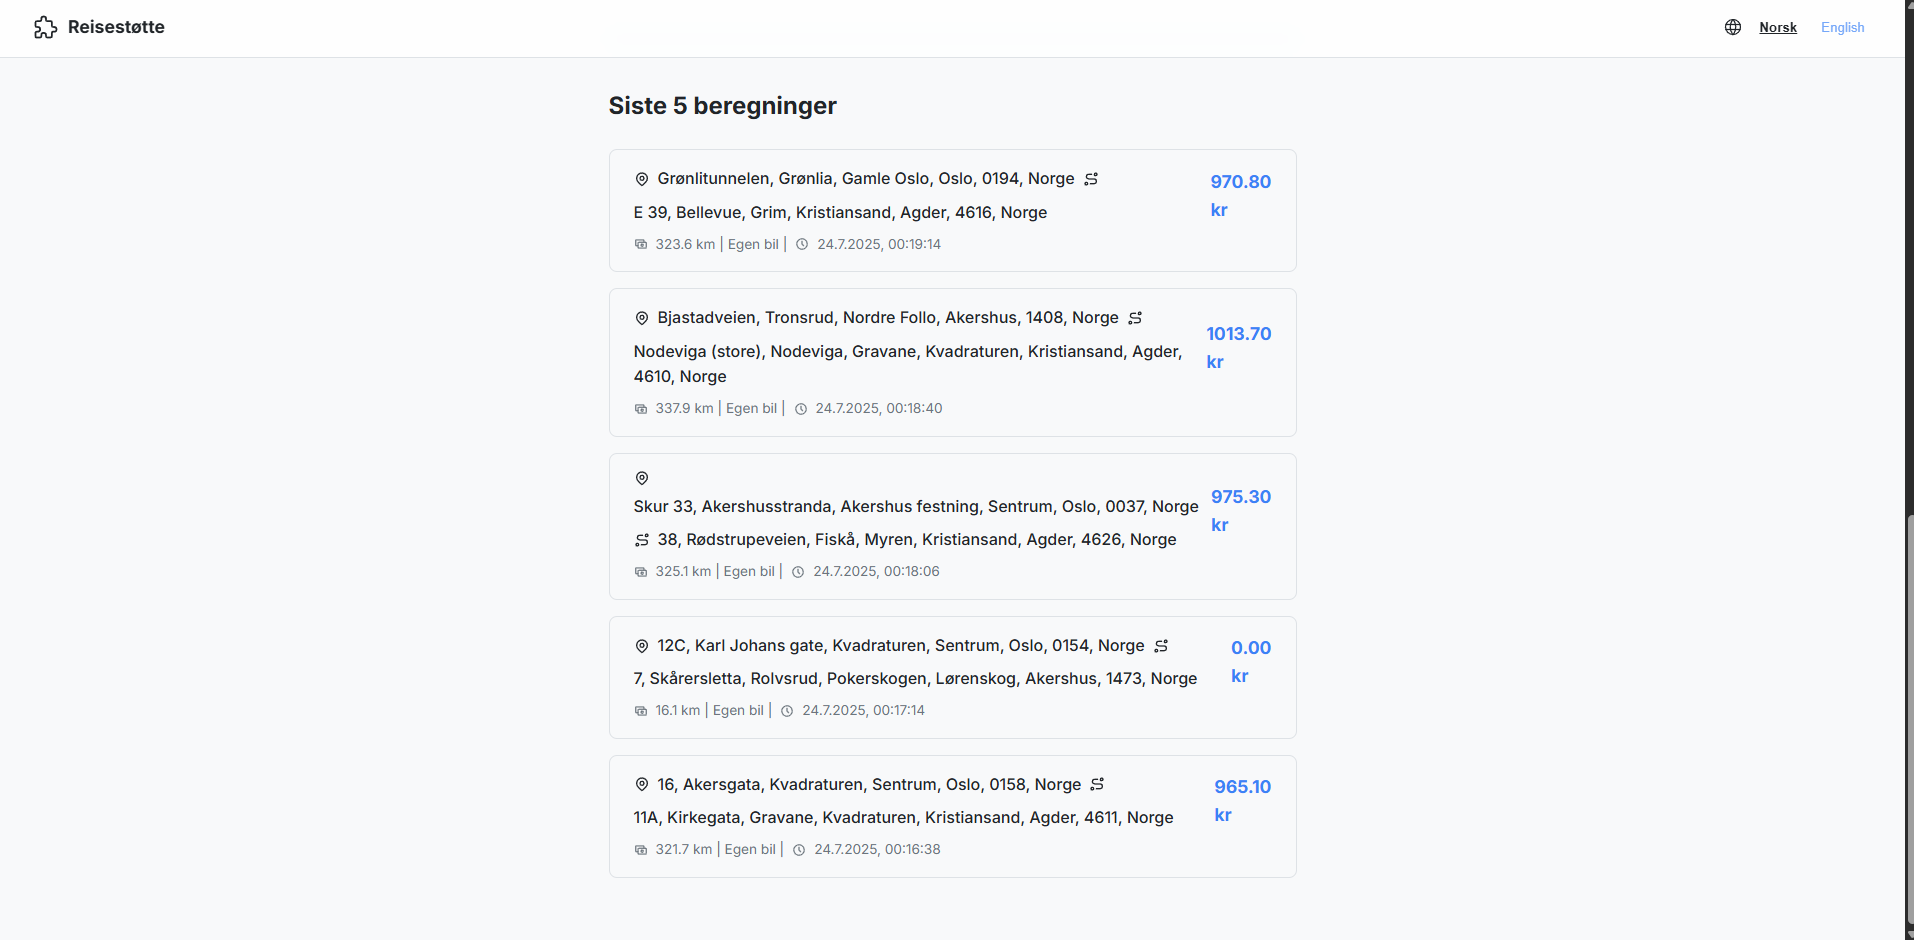 Reisestøtte
Norsk English
Siste 5 beregninger
Grønlitunnelen, Grønlia, Gamle Oslo, Oslo, 0194, Norge
E 39, Bellevue, Grim, Kristiansand, Agder, 4616, Norge
323.6 km | Egen bil | 24.7.2025, 00:19:14
970.80
kr
Bjastadveien, Tronsrud, Nordre Follo, Akershus, 1408, Norge
Nodeviga (store), Nodeviga, Gravane, Kvadraturen, Kristiansand, Agder,
4610, Norge
337.9 km | Egen bil | 24.7.2025, 00:18:40
1013.70
kr
Skur 33, Akershusstranda, Akershus festning, Sentrum, Oslo, 0037, Norge
38, Rødstrupeveien, Fiskå, Myren, Kristiansand, Agder, 4626, Norge
325.1 km | Egen bil | 24.7.2025, 00:18:06
975.30
kr
12C, Karl Johans gate, Kvadraturen, Sentrum, Oslo, 0154, Norge
7, Skårersletta, Rolvsrud, Pokerskogen, Lørenskog, Akershus, 1473, Norge
16.1 km | Egen bil | 24.7.2025, 00:17:14
0.00
kr
16, Akersgata, Kvadraturen, Sentrum, Oslo, 0158, Norge
11A, Kirkegata, Gravane, Kvadraturen, Kristiansand, Agder, 4611, Norge
321.7 km | Egen bil | 24.7.2025, 00:16:38
965.10
kr